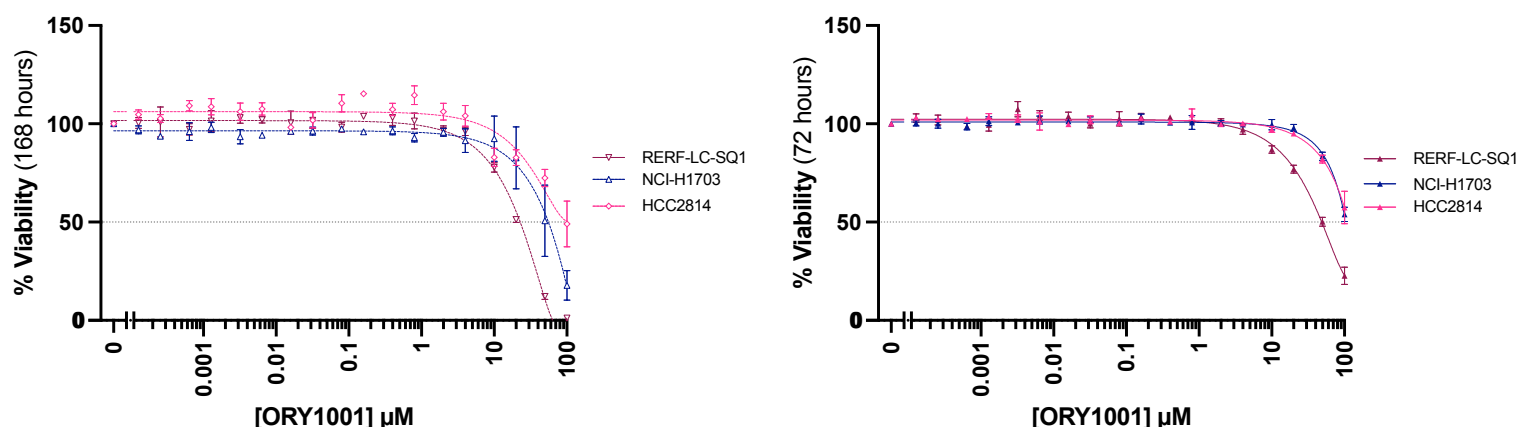 % Viability (168 hours)
150
100
50
0
0
0.001
0.01
0.1
1
10
100
[ORY1001] µM
RERF-LC-SQ1
NCI-H1703
HCC2814
% Viability (72 hours)
150
100
50
0
0
0.001
0.01
0.1
1
10
100
[ORY1001] µM
RERF-LC-SQ1
NCI-H1703
HCC2814